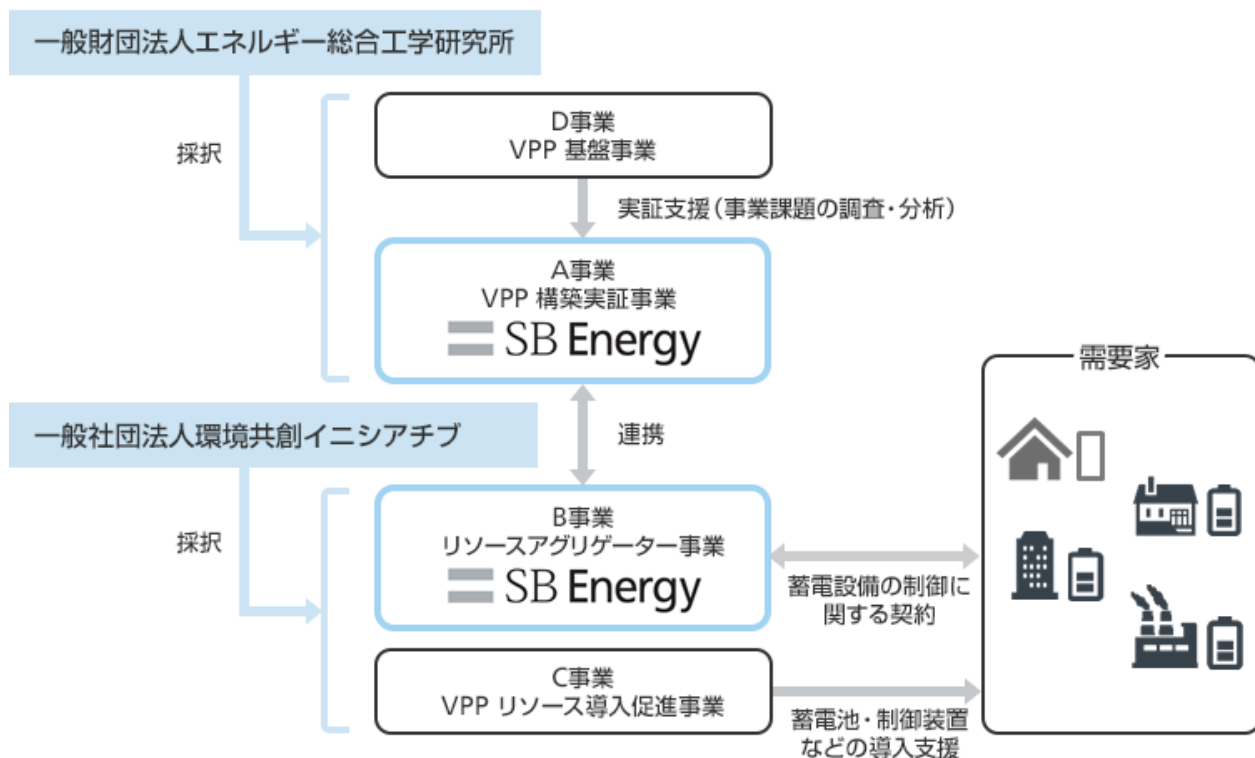 一般財団法人エネルギー総合工学研究所
採択
D事業
VPP 基盤事業
実証支援（事業課題の調査・分析）
A事業
VPP 構築実証事業
SB Energy
一般社団法人環境共創イニシアチブ
連携
採択
B事業
リソースアグリゲーター事業
SB Energy
C事業
VPP リソース導入促進事業
需要家
蓄電設備の制御に
関する契約
蓄電池・制御装置
などの導入支援